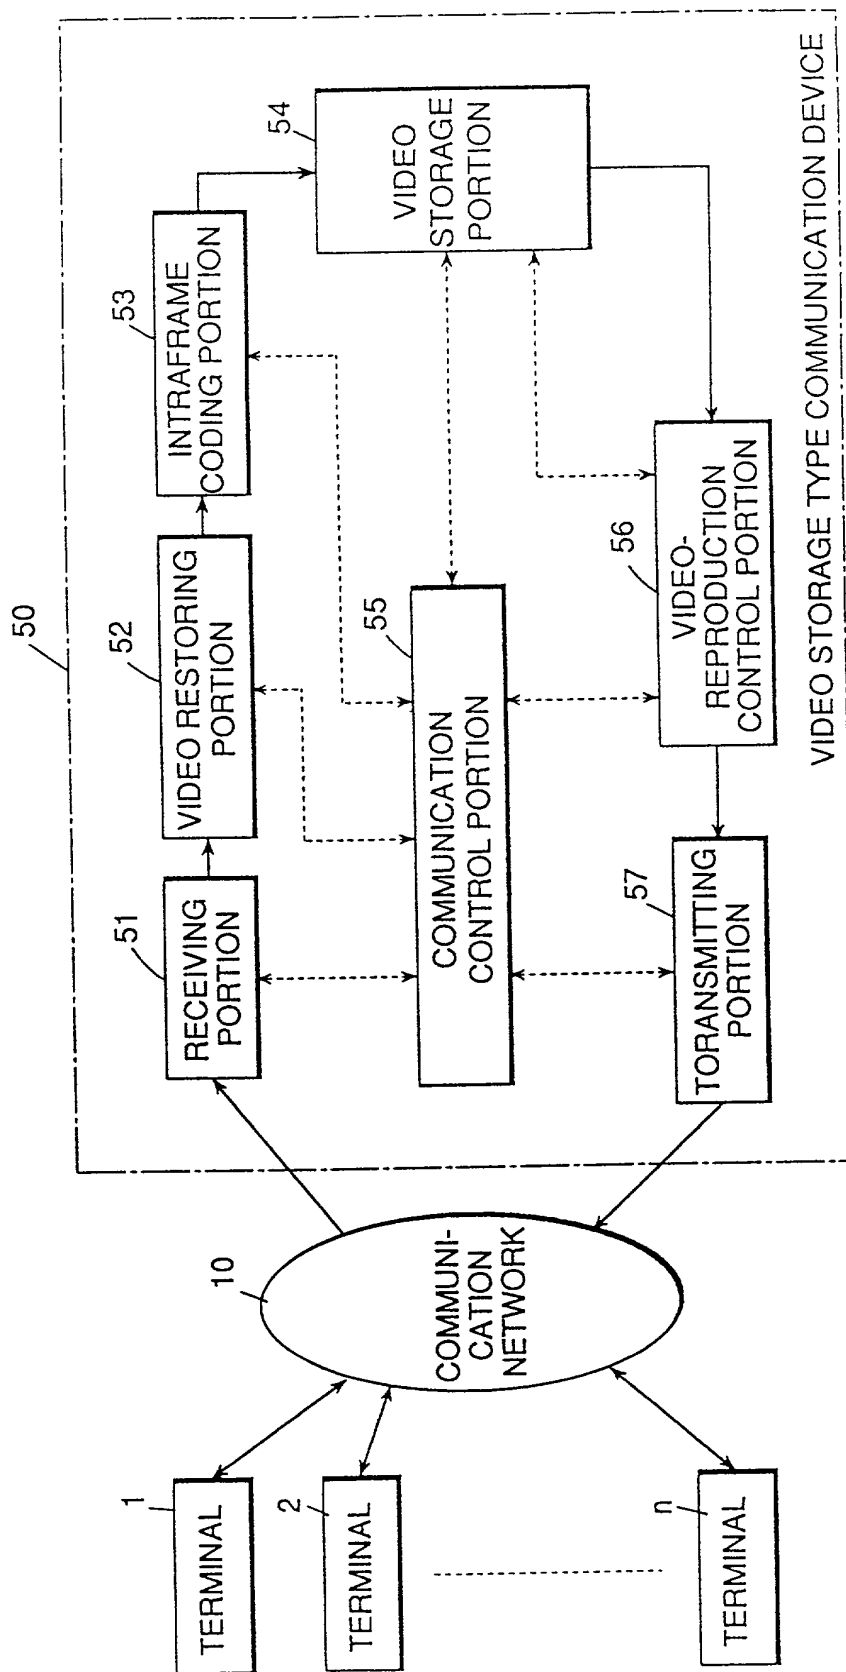 50
51
RECEIVING
PORTION
52
VIDEO RESTORING
PORTION
53
INTRAFRAME
CODING PORTION
54
VIDEO
STORAGE
PORTION
55
COMMUNICATION
CONTROL PORTION
56
VIDEO-
REPRODUCTION
CONTROL PORTION
57
TORANSMITTING
PORTION
VIDEO STORAGE TYPE COMMUNICATION DEVICE
10
COMMUNI-
CATION
NETWORK
1
TERMINAL
2
TERMINAL
n
TERMINAL